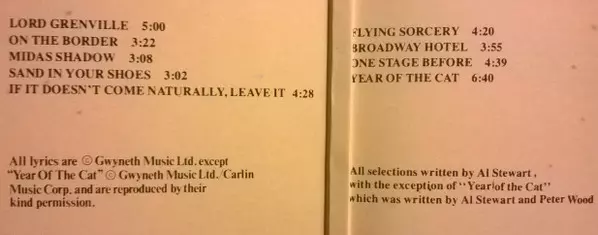 LORD GRENVILLE 5:00
ON THE BORDER 3:22
MIDAS SHADOW 3:08
SAND IN YOUR SHOES 3:02
IF IT DOESN'T COME NATURALLY, LEAVE IT 4:28
All lyrics are © Gwyneth Music Ltd. except
"Year Of The Cat" © Gwyneth Music Ltd./Carlin
Music Corp. and are reproduced by their
kind permission.
FLYING SORCERY 4:20
BROADWAY HOTEL 3:55
ONE STAGE BEFORE 4:39
YEAR OF THE CAT 6:40
All selections written by Al Stewart,
with the exception of "Year of the Cat"
which was written by Al Stewart and Peter Wood